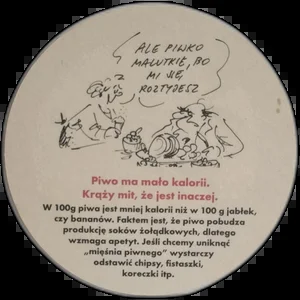 ALE PIWKO
MALUTKIE, BO
MI SIĘ
ROZTYJESZ
Piwo ma mało kalorii.
Krąży mit, że jest inaczej.
W 100g piwa jest mniej kalorii niż w 100 g jabłek,
czy bananów. Faktem jest, że piwo pobudza
produkcję soków żołądkowych, dlatego
wzmaga apetyt. Jeśli chcemy uniknąć
„mięśnia piwnego” wystarczy
odstawić chipsy, fistaszki,
koreczki itp.